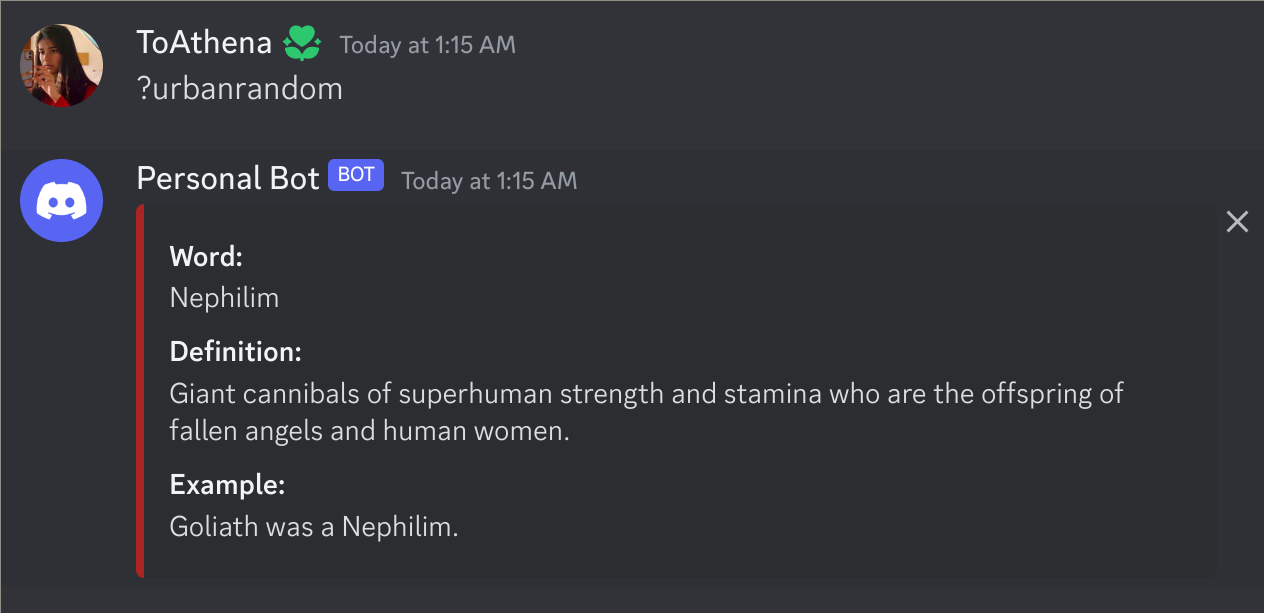 ToAthena Today at 1:15 AM
?urbanrandom
Personal Bot BOT Today at 1:15 AM
Word:
Nephilim
Definition:
Giant cannibals of superhuman strength and stamina who are the offspring of
fallen angels and human women.
Example:
Goliath was a Nephilim.